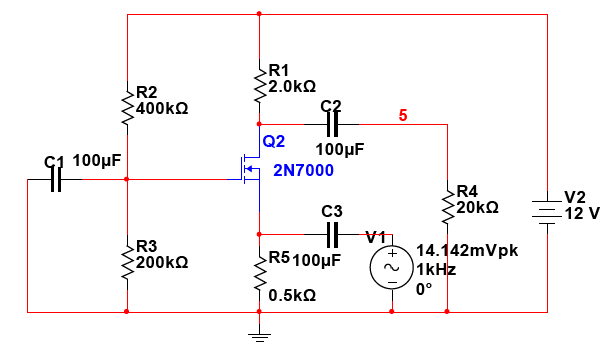 R1
2.0kΩ
R2
400kΩ
C2
5
100µF
Q2
2N7000
C1
100µF
R4
20kΩ
V2
12 V
C3
V1
R3
200kΩ
R5
100µF
0.5kΩ
14.142mVpk
1kHz
0°